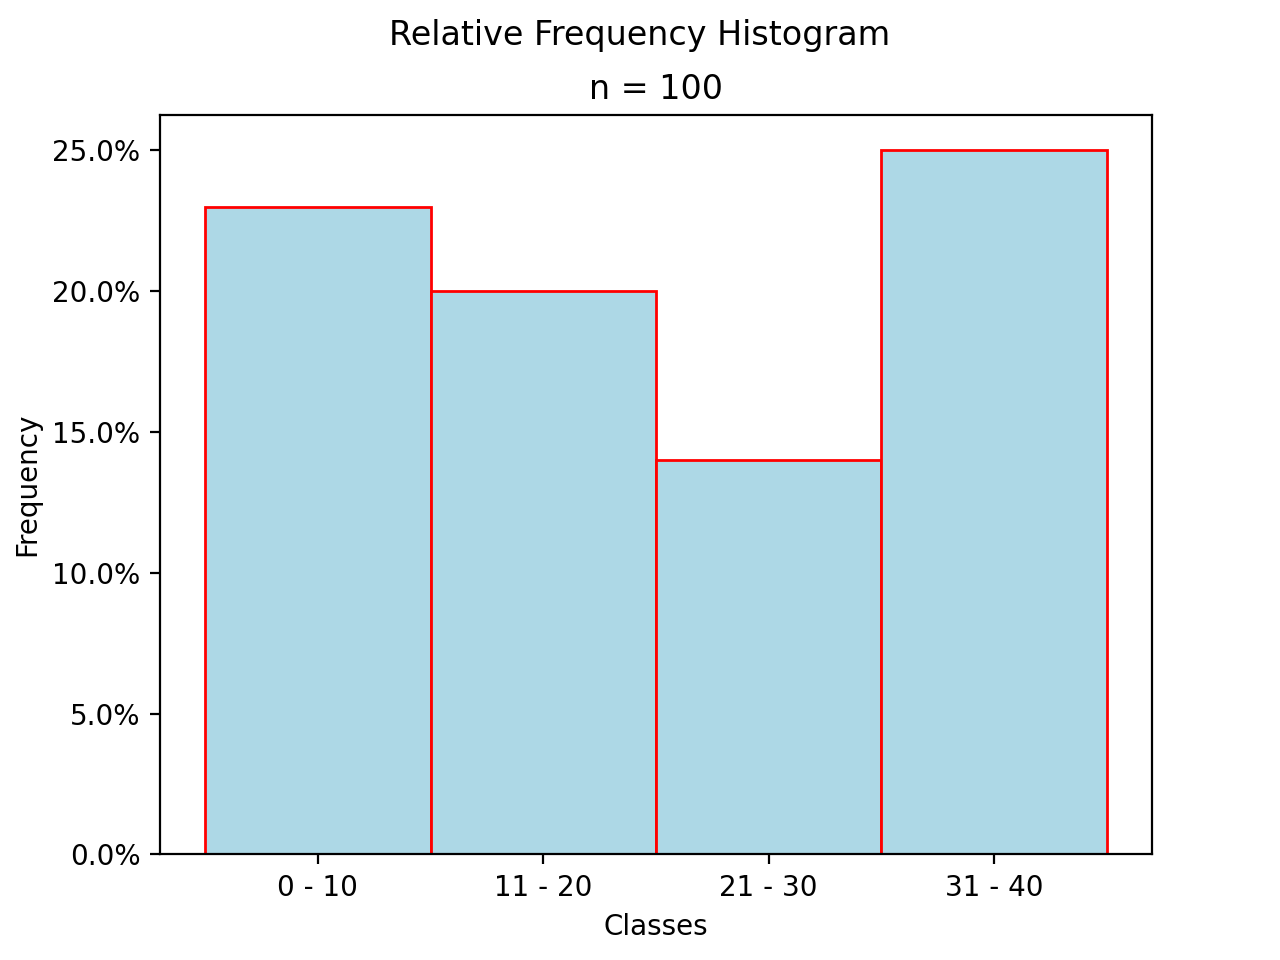 Relative Frequency Histogram
n = 100
25.0%
20.0%
15.0%
10.0%
5.0%
0.0%
Frequency
0 - 10 11 - 20 21 - 30 31 - 40
Classes